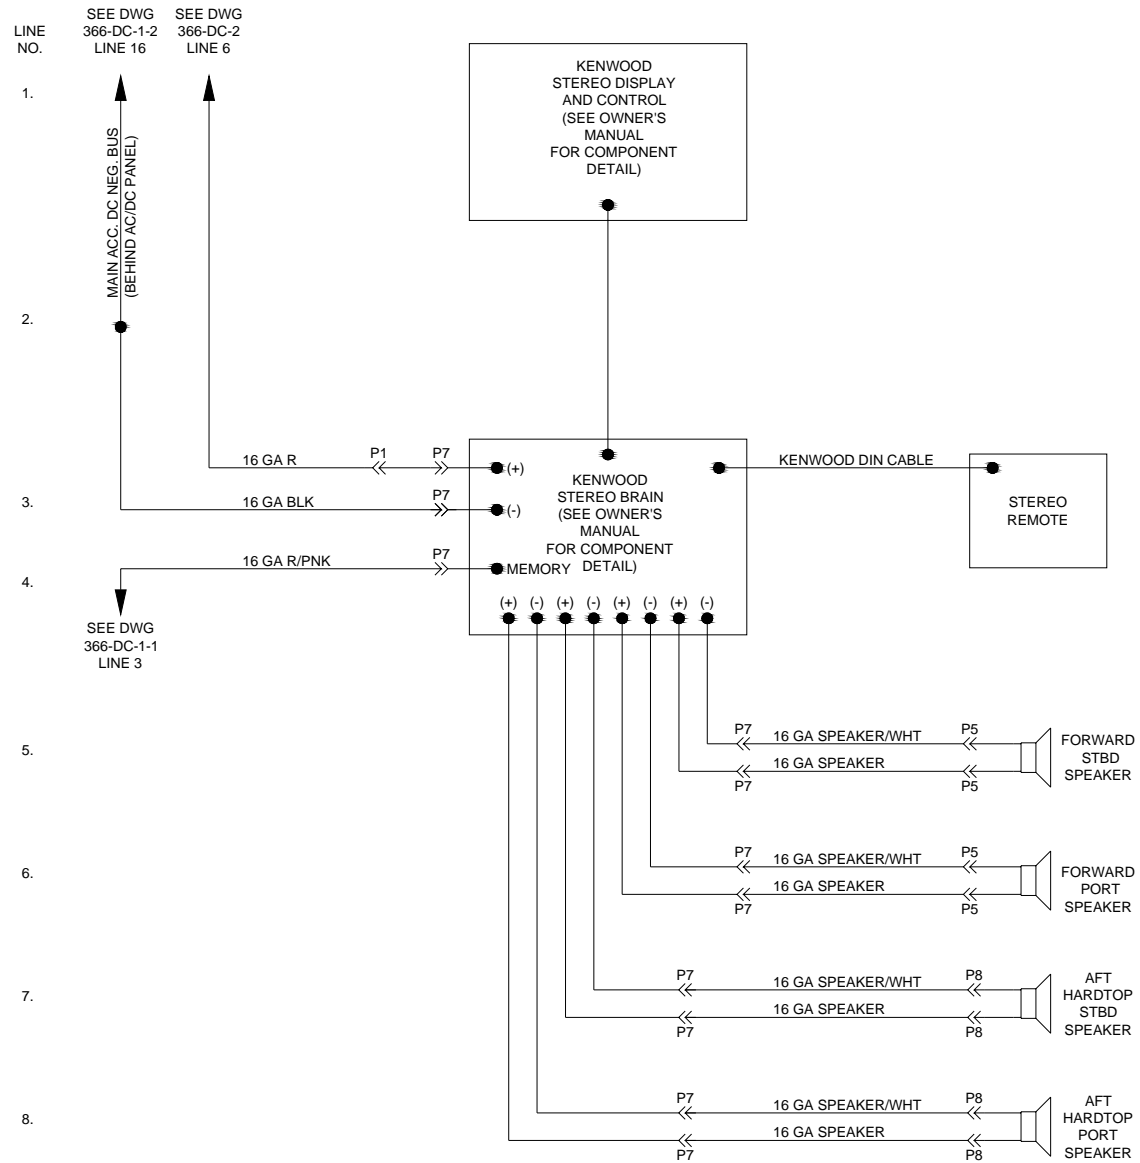 LINE
NO.
SEE DWG
366-DC-1-2
LINE 16
SEE DWG
366-DC-2
LINE 6
1.
MAIN ACC. DC NEG. BUS
(BEHIND AC/DC PANEL)
KENWOOD
STEREO DISPLAY
AND CONTROL
(SEE OWNER'S
MANUAL
FOR COMPONENT
DETAIL)
2.
16 GA R
P1
P7
(+)
KENWOOD
STEREO BRAIN
(SEE OWNER'S
MANUAL
FOR COMPONENT
DETAIL)
KENWOOD DIN CABLE
STEREO
REMOTE
3.
16 GA BLK
P7
(-)
4.
16 GA R/PNK
P7
MEMORY
(+) (-) (+) (-) (+) (-) (+) (-)
SEE DWG
366-DC-1-1
LINE 3
5.
P7
16 GA SPEAKER/WHT
P5
16 GA SPEAKER
P7
P5
FORWARD
STBD
SPEAKER
6.
P7
16 GA SPEAKER/WHT
P5
16 GA SPEAKER
P7
P5
FORWARD
PORT
SPEAKER
7.
P7
16 GA SPEAKER/WHT
P8
16 GA SPEAKER
P7
P8
AFT
HARDTOP
STBD
SPEAKER
8.
P7
16 GA SPEAKER/WHT
P8
16 GA SPEAKER
P7
P8
AFT
HARDTOP
PORT
SPEAKER